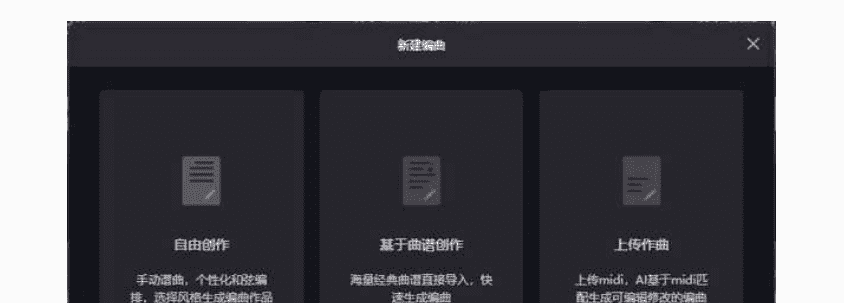 新建编曲
自由创作
手动谱曲，个性化和弦编
排，选择风格生成编曲作品
基于曲谱创作
海量经典曲谱直接导入，快
速生成编曲
上传作曲
上传midi，AI基于midi匹
配生成可编辑修改的编曲